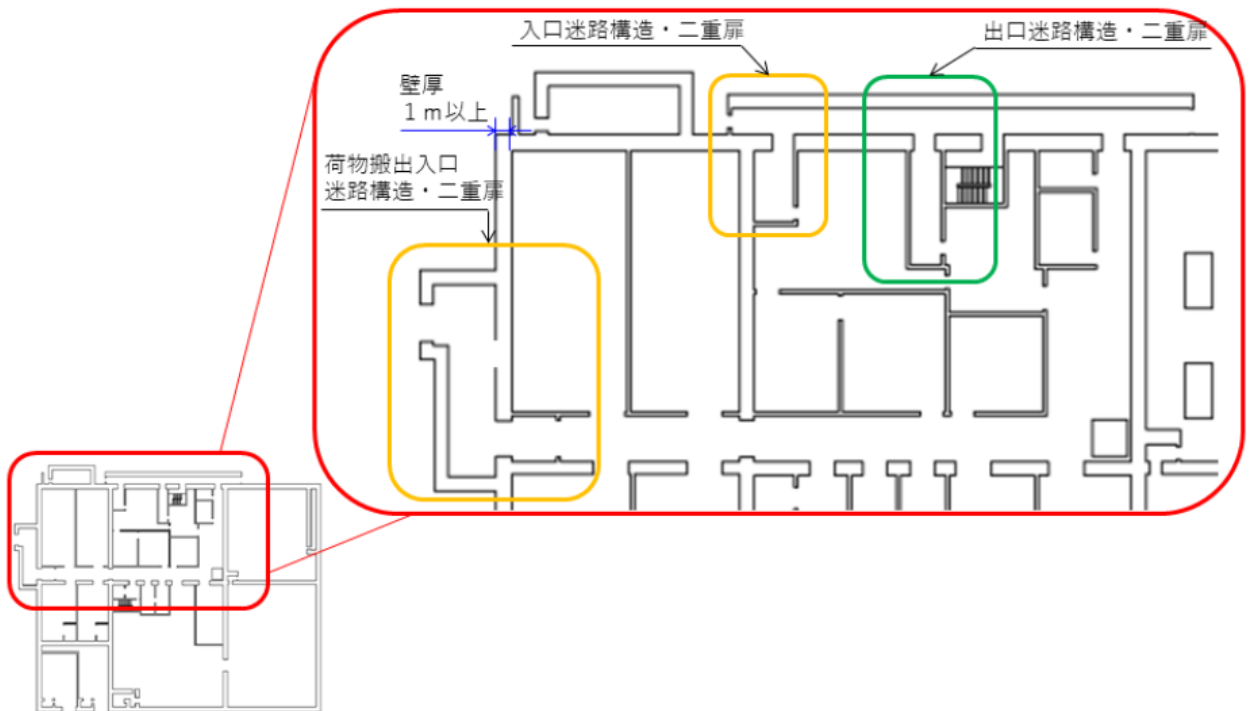 入口迷路構造・二重扉
出口迷路構造・二重扉
壁厚
１ｍ以上
荷物搬出入口
迷路構造・二重扉